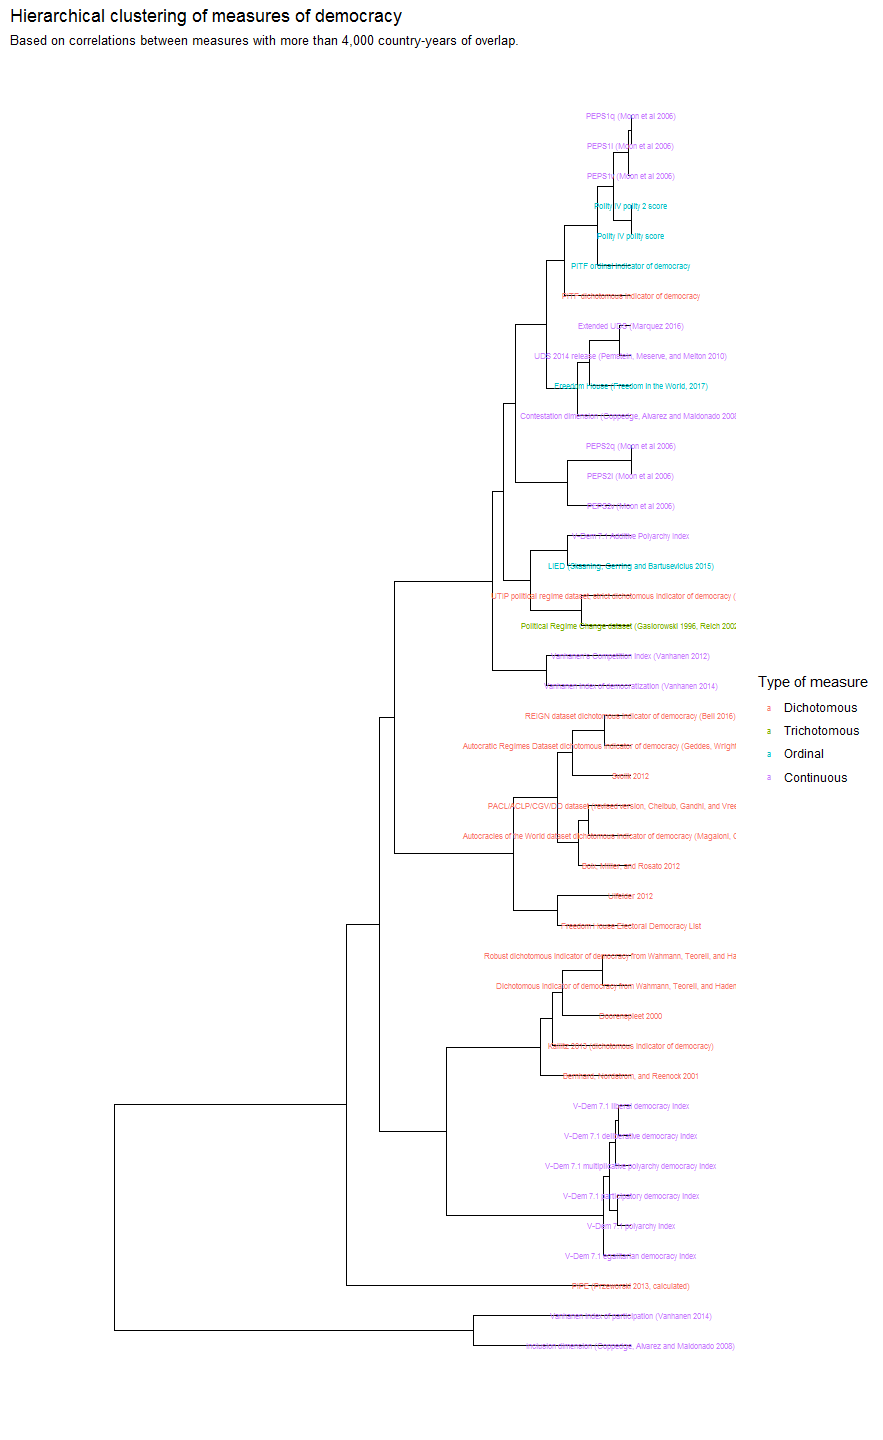 Hierarchical clustering of measures of democracy
Based on correlations between measures with more than 4,000 country-years of overlap.
PEPS1q (Moon et al 2006)
PEPS1i (Moon et al 2006)
PEPS1v (Moon et al 2006)
Polity IV polity 2 score
Polity IV polity score
PITF ordinal indicator of democracy
PITF dichotomous indicator of democracy
Extended UDS (Marquez 2016)
UDS 2014 release (Pemstein, Meserve, and Melton 2010)
Freedom House (Freedom in the World, 2017)
Contestation dimension (Coppedge, Alvarez and Maldonado 2008
PEPS2q (Moon et al 2006)
PEPS2i (Moon et al 2006)
PEPS2v (Moon et al 2006)
V-Dem 7.1 Additive Polyarchy Index
LIED (Skaaning, Gerring and Bartusevicius 2015)
UTIP political regime dataset, strict dichotomous indicator of democracy (
Political Regime Change dataset (Gasiorowski 1996, Reich 2002
Vanhanen's Competition Index (Vanhanen 2012)
Vanhanen index of democratization (Vanhanen 2014)
Type of measure
a Dichotomous
a Trichotomous
a Ordinal
a Continuous
REIGN dataset dichotomous indicator of democracy (Bell 2016)
Autocratic Regimes Dataset dichotomous indicator of democracy (Geddes, Wright
Svolik 2012
PACL/ACLP/CGV/DD dataset (revised version, Cheibub, Gandhi, and Vree
Autocracies of the World dataset dichotomous indicator of democracy (Magaloni, C
Boix, Miller, and Rosato 2012
Ulfelder 2012
Freedom House Electoral Democracy List
Robust dichotomous indicator of democracy from Wahmann, Teorell, and Ha
Dichotomous indicator of democracy from Wahmann, Teorell, and Haden
Doorenspleet 2000
Kailitz 2013 (dichotomous indicator of democracy)
Bernhard, Nordstrom, and Reenock 2001
V-Dem 7.1 liberal democracy index
V-Dem 7.1 deliberative democracy index
V-Dem 7.1 multiplicative polyarchy democracy index
V-Dem 7.1 participatory democracy index
V-Dem 7.1 polyarchy index
V-Dem 7.1 egalitarian democracy index
PIPE (Przeworski 2013, calculated)
Vanhanen index of participation (Vanhanen 2014)
Inclusion dimension (Coppedge, Alvarez and Maldonado 2008)